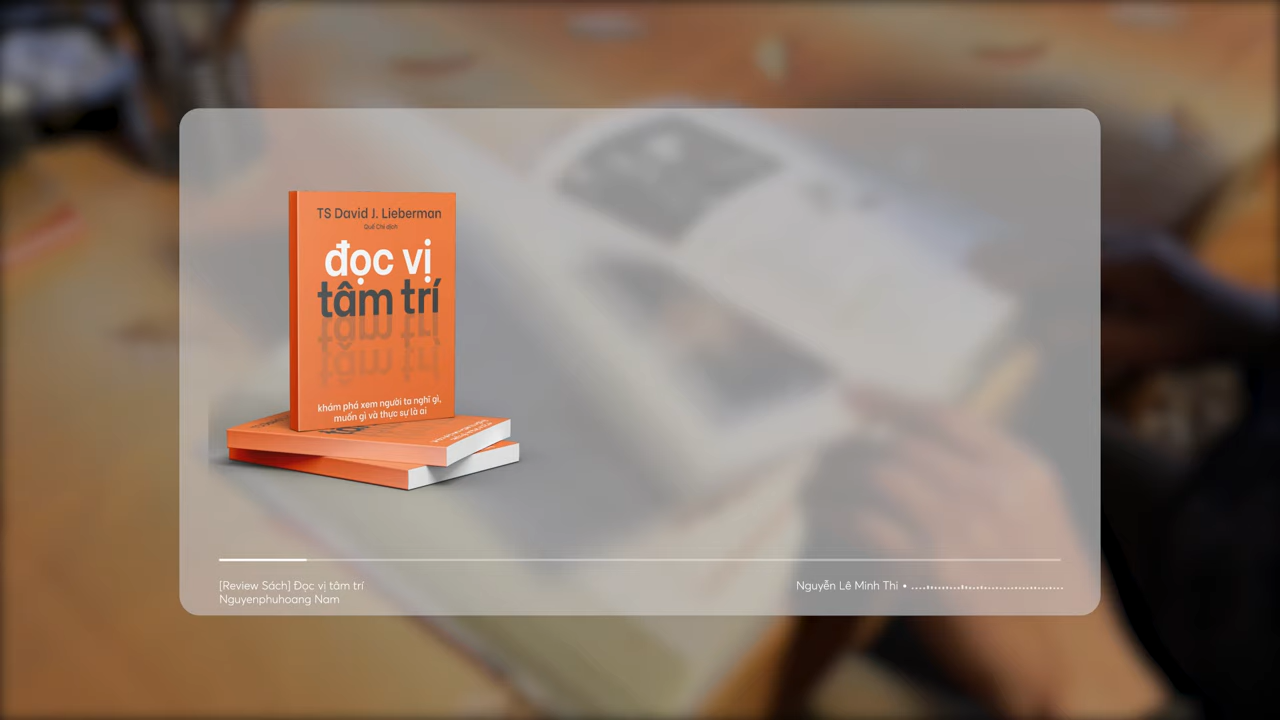 TS David J. Lieberman
Quế Chi dịch
đọc vị
tâm trí
khám phá xem người ta nghĩ gì,
muốn gì và thực sự là ai
[Review Sách] Đọc vị tâm trí
Nguyenphuhoang Nam
Nguyễn Lê Minh Thi •